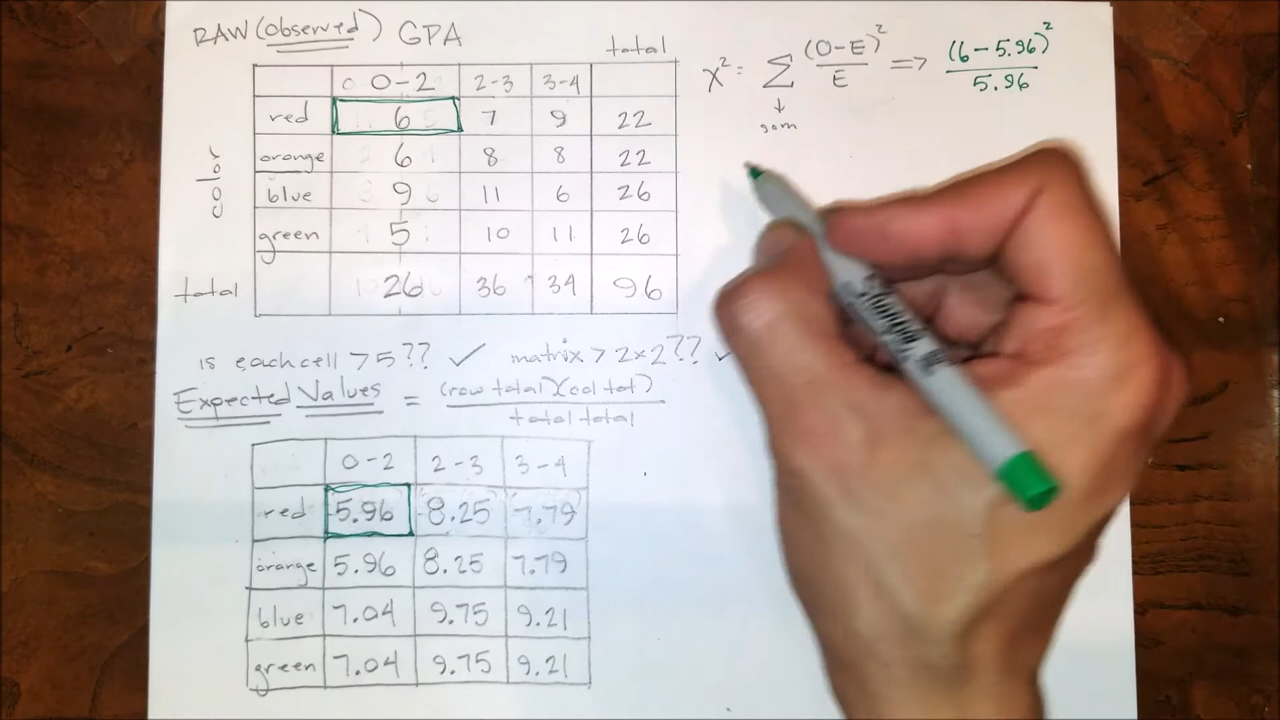 RAW (Observed) GPA
total
0-2 2-3 3-4
red 6 7 9 22
orange 6 8 8 22
blue 9 11 6 26
green 5 10 11 26
total 26 36 34 96
color
χ² = Σ (O-E)² / E => (6-5.96)² / 5.96
sum
is each cell >5?? ✓ matrix > 2x2?? ✓
Expected Values = (row total)(col tot) / total total
0-2 2-3 3-4
red 5.96 8.25 7.79
orange 5.96 8.25 7.79
blue 7.04 9.75 9.21
green 7.04 9.75 9.21